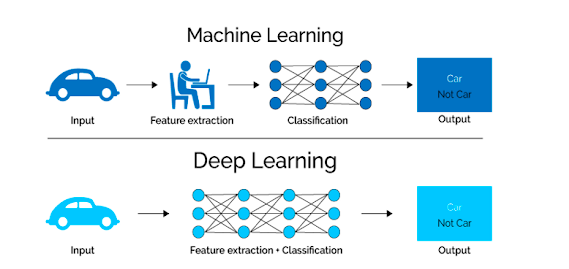 Machine Learning
Car
Not Car
Input
Feature extraction
Classification
Output
Deep Learning
Car
Not Car
Input
Feature extraction + Classification
Output